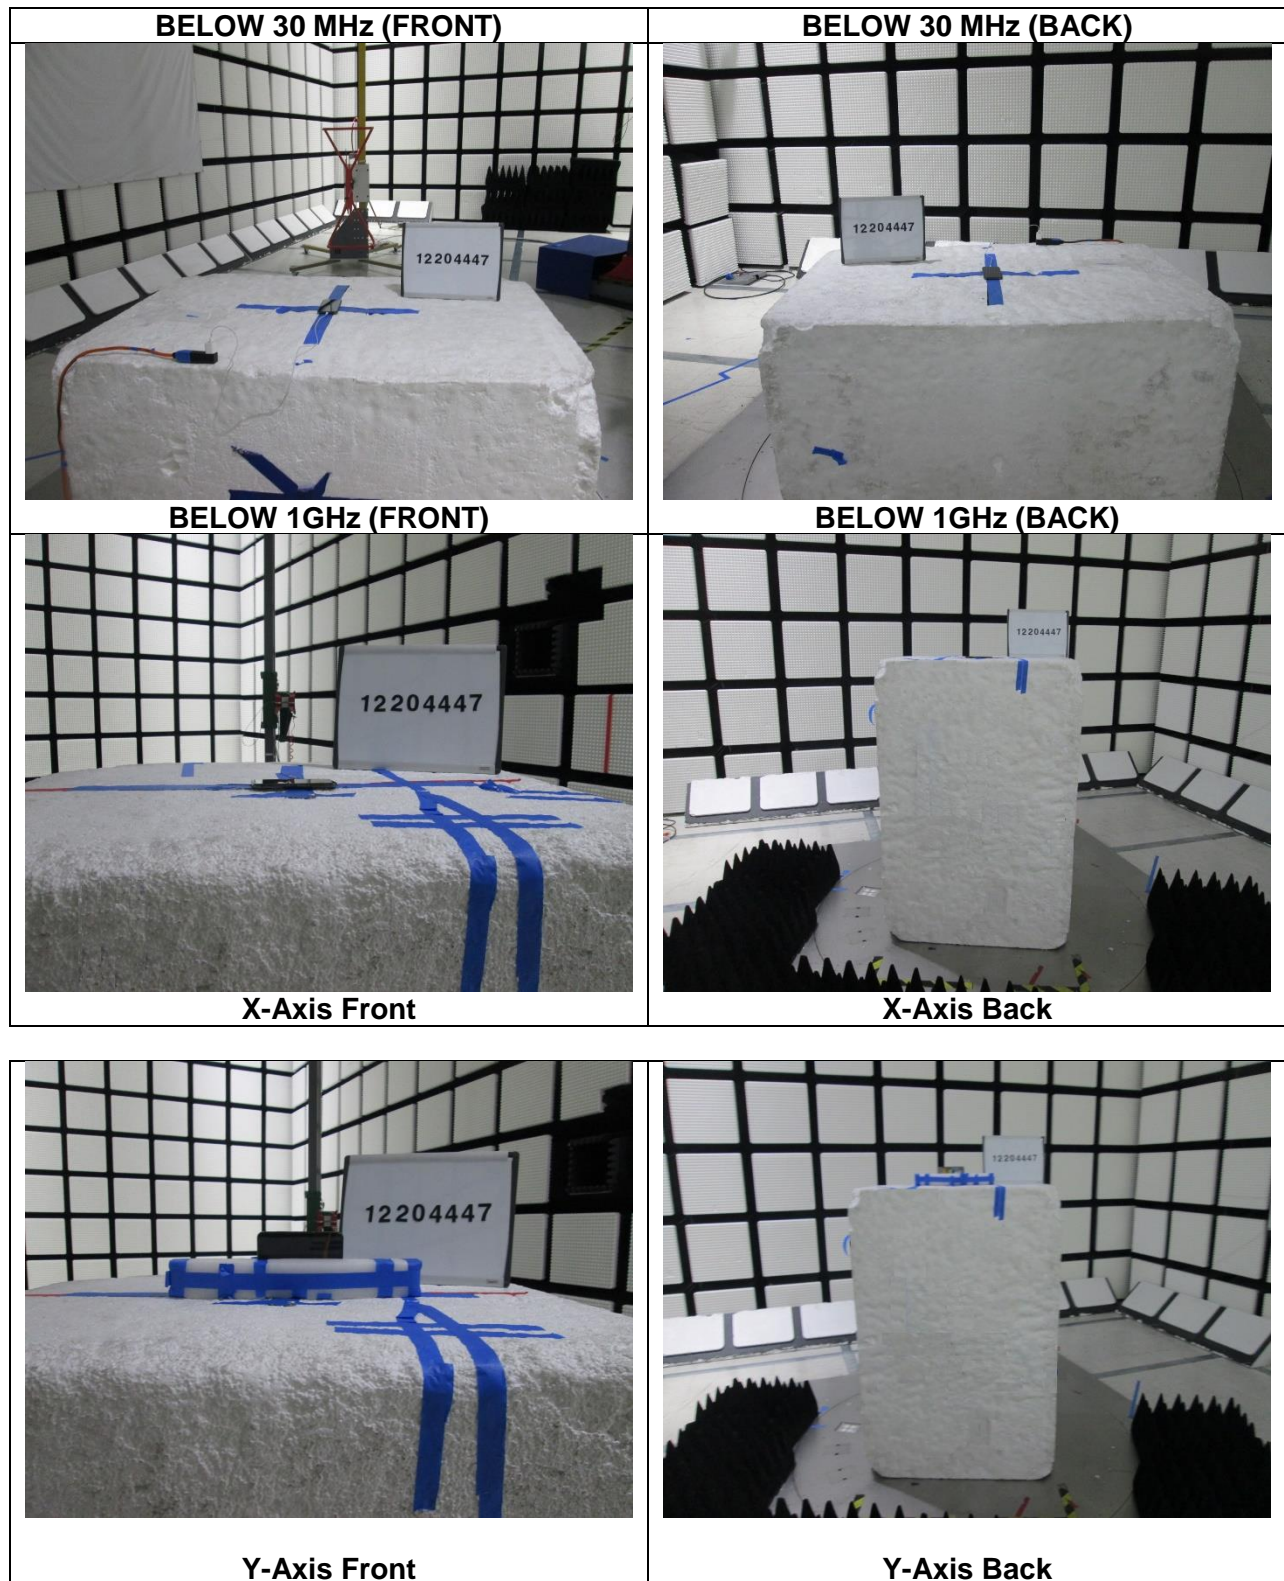 BELOW 30 MHz (FRONT)
BELOW 30 MHz (BACK)
12204447
12204447
BELOW 1GHz (FRONT)
BELOW 1GHz (BACK)
12204447
12204447
X-Axis Front
X-Axis Back
12204447
12204447
Y-Axis Front
Y-Axis Back